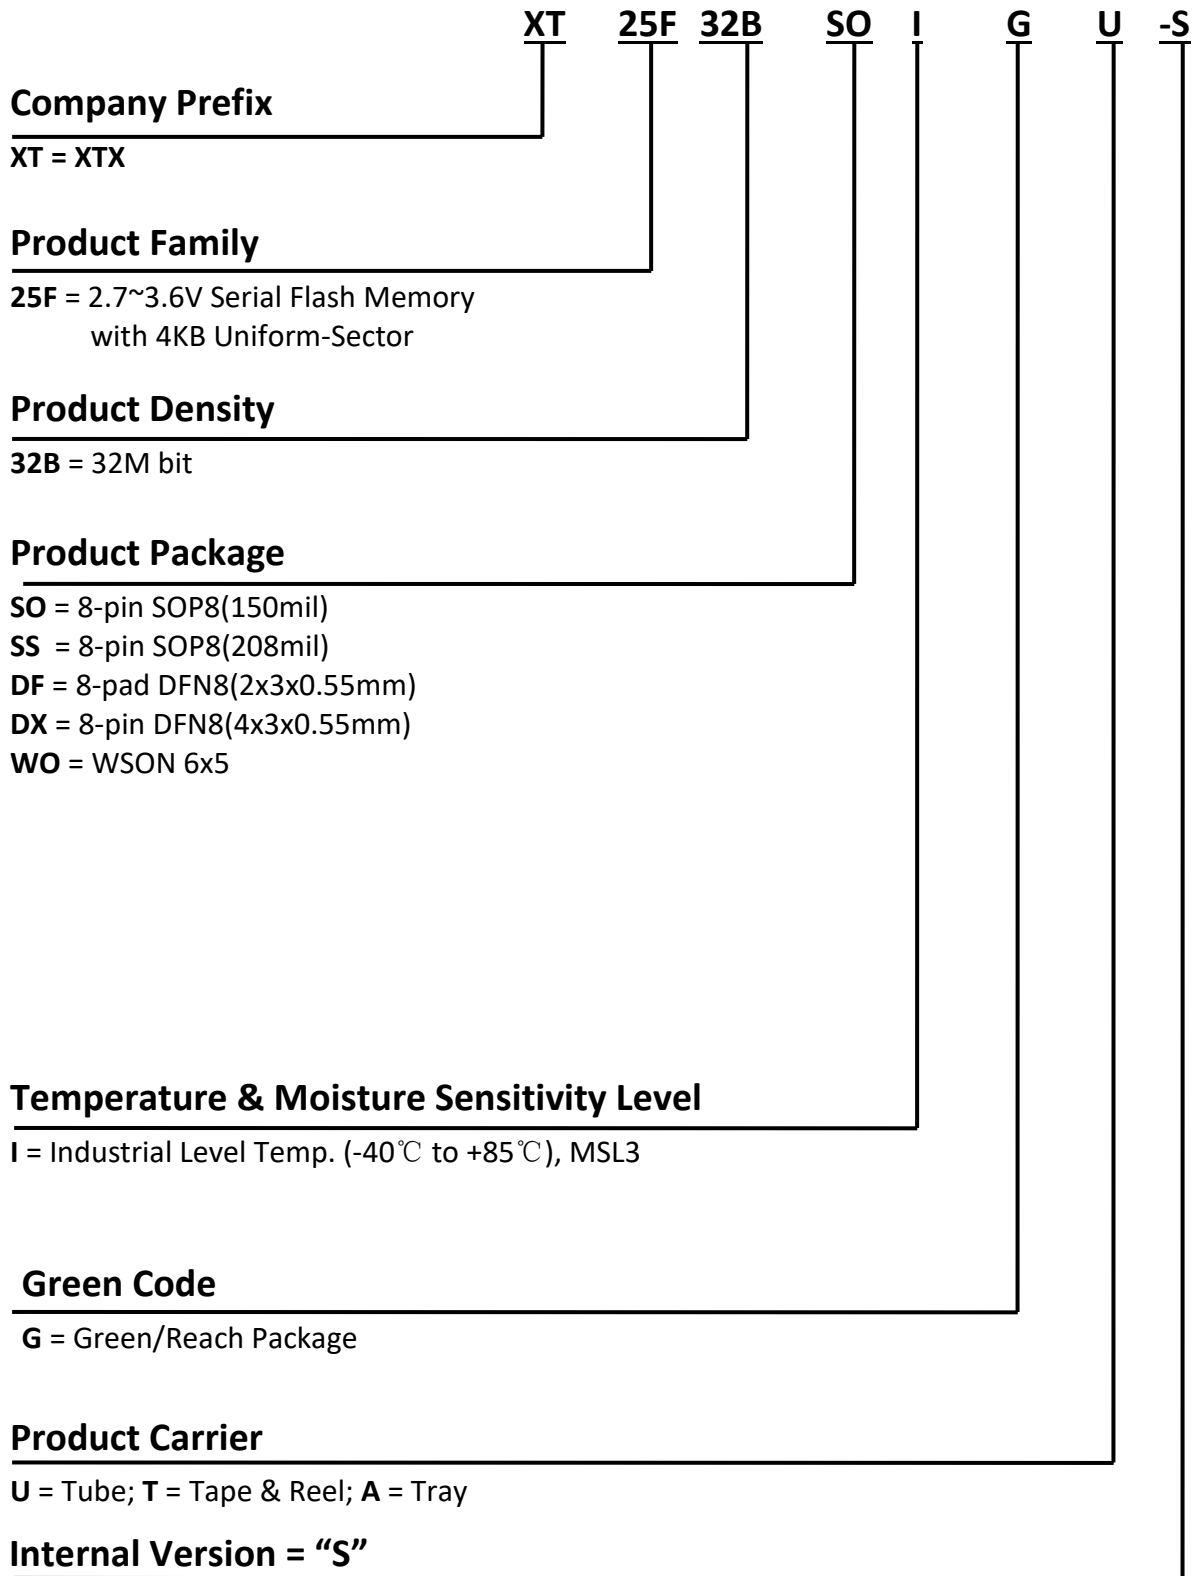 XT 25F 32B SO I G U -S
Company Prefix
XT = XTX
Product Family
25F = 2.7~3.6V Serial Flash Memory
with 4KB Uniform-Sector
Product Density
32B = 32M bit
Product Package
SO = 8-pin SOP8(150mil)
SS = 8-pin SOP8(208mil)
DF = 8-pad DFN8(2x3x0.55mm)
DX = 8-pin DFN8(4x3x0.55mm)
WO = WSON 6x5
Temperature & Moisture Sensitivity Level
I = Industrial Level Temp. (-40℃ to +85℃), MSL3
Green Code
G = Green/Reach Package
Product Carrier
U = Tube; T = Tape & Reel; A = Tray
Internal Version = “S”